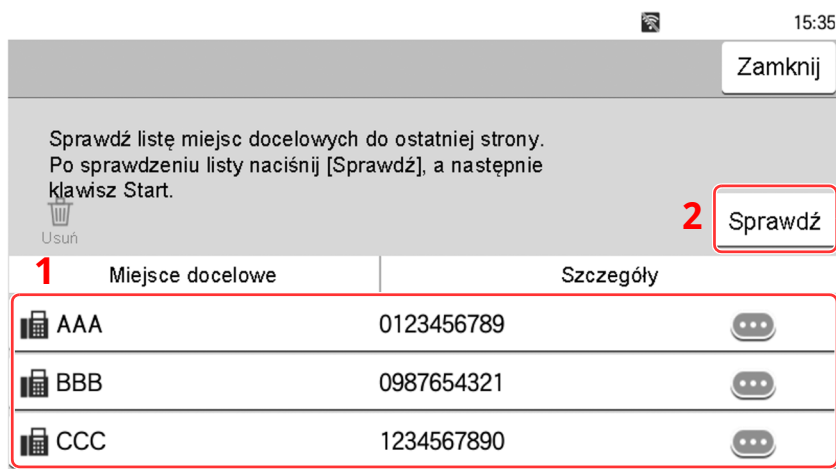 15:35
Zamknij
Sprawdź listę miejsc docelowych do ostatniej strony.
Po sprawdzeniu listy naciśnij [Sprawdź], a następnie
klawisz Start.
Usuń
2 Sprawdź
1 Miejsce docelowe Szczegóły
AAA 0123456789
BBB 0987654321
CCC 1234567890